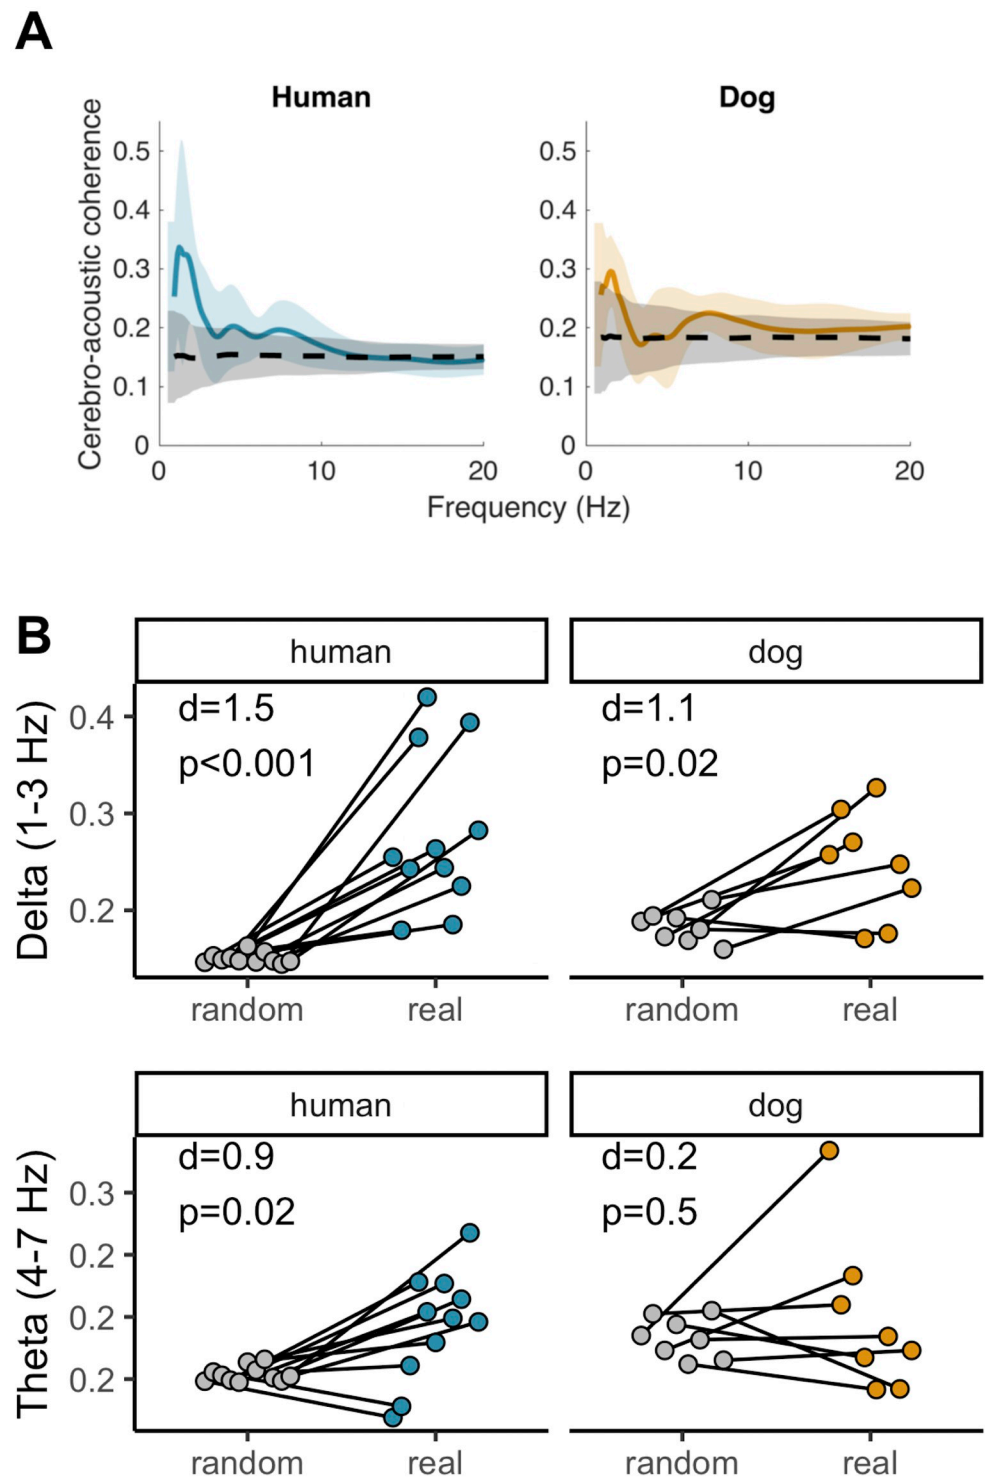 A
Human
Dog
Cerebro-acoustic coherence
0.5
0.4
0.3
0.2
0.1
0
0
10
20
0.5
0.4
0.3
0.2
0.1
0
0
10
20
Frequency (Hz)
B
human
dog
Delta (1-3 Hz)
0.4
0.3
0.2
d=1.5
p<0.001
d=1.1
p=0.02
random
real
random
real
human
dog
Theta (4-7 Hz)
0.3
0.2
0.2
0.2
d=0.9
p=0.02
d=0.2
p=0.5
random
real
random
real